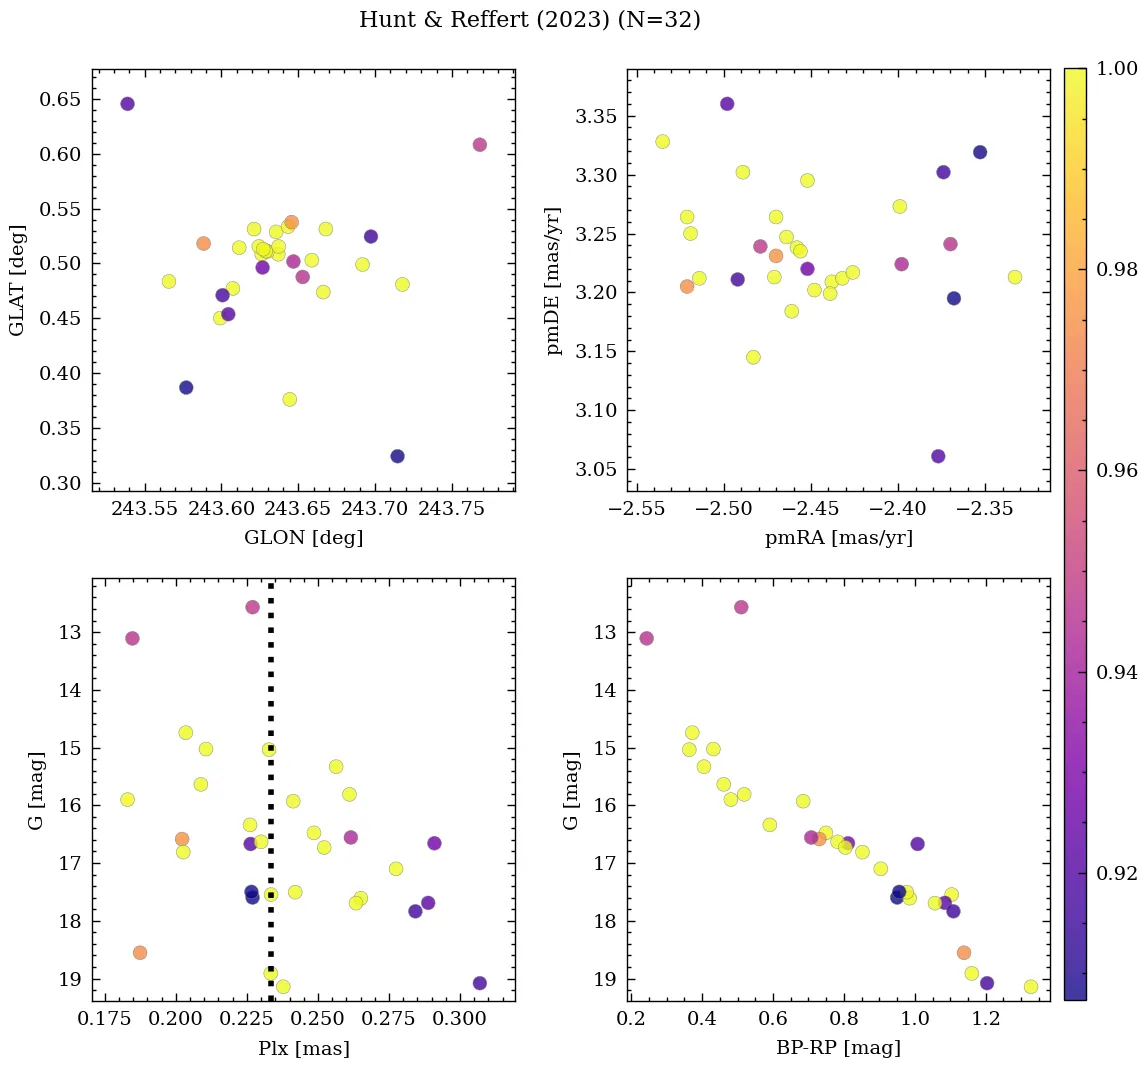 Hunt & Reffert (2023) (N=32)
0.65
0.60
0.55
0.50
0.45
0.40
0.35
0.30
GLAT [deg]
243.55 243.60 243.65 243.70 243.75
GLON [deg]
3.35
3.30
3.25
3.20
3.15
3.10
3.05
pmDE [mas/yr]
−2.55 −2.50 −2.45 −2.40 −2.35
pmRA [mas/yr]
13
14
15
16
17
18
19
G [mag]
0.175 0.200 0.225 0.250 0.275 0.300
Plx [mas]
13
14
15
16
17
18
19
G [mag]
0.2 0.4 0.6 0.8 1.0 1.2
BP-RP [mag]
1.00
0.98
0.96
0.94
0.92